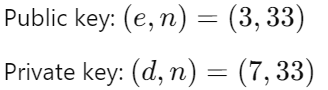 Public key: (e, n) = (3, 33)
Private key: (d, n) = (7, 33)